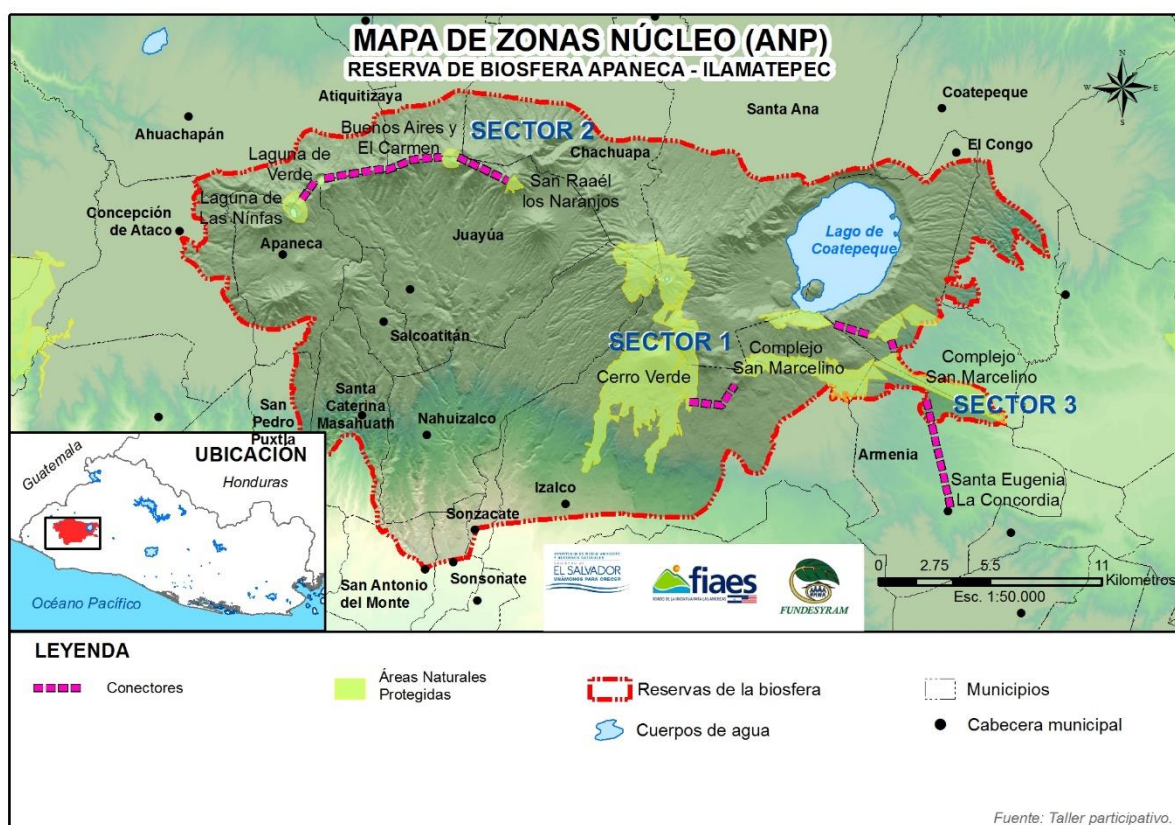 MAPA DE ZONAS NÚCLEO (ANP)
RESERVA DE BIOSFERA APANECA - ILAMATEPEC
Atiquitizaya
Santa Ana
Coatepeque
Ahuachapán
Buenos Aires y
El Carmen
SECTOR 2
Chachuapa
El Congo
Laguna de
Verde
San Raaél
los Naranjos
Laguna de
Las Nínfas
Concepción
de Ataco
Apaneca
Juayúa
Lago de
Coatepeque
Salcoatitán
SECTOR 1
Cerro Verde
Complejo
San Marcelino
Complejo
San Marcelino
SECTOR 3
Santa
Caterina
Masahuath
San
Pedro
Puxtla
Nahuizalco
Armenia
Santa Eugenia
La Concordia
Izalco
Sonzacate
San Antonio
del Monte
Sonsonate
UBICACIÓN
Guatemala
Honduras
Océano Pacífico
EL SALVADOR
UNÁMONOS PARA CRECER
fiaes
FUNDESYRAM
0 2.75 5.5 11
Kilómetros
Esc. 1:50.000
N
W
E
S
LEYENDA
Conectores
Áreas Naturales
Protegidas
Reservas de la biosfera
Cuerpos de agua
Municipios
Cabecera municipal
Fuente: Taller participativo.